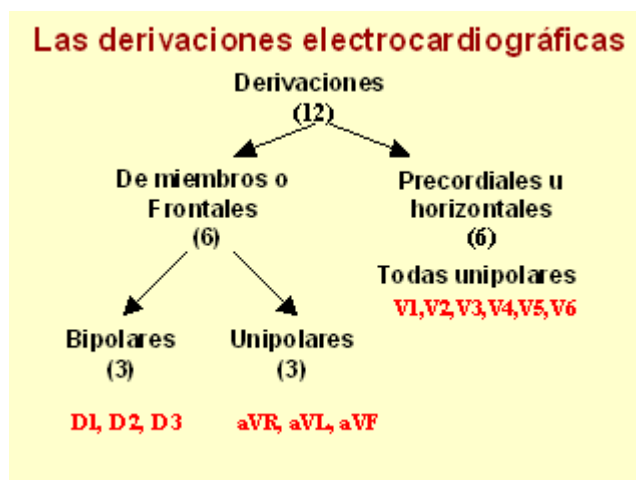 Las derivaciones electrocardiográficas
Derivaciones
(12)
De miembros o
Frontales
(6)
Precordiales u
horizontales
(6)
Todas unipolares
V1,V2,V3,V4,V5,V6
Bipolares
(3)
Unipolares
(3)
D1, D2, D3
aVR, aVL, aVF